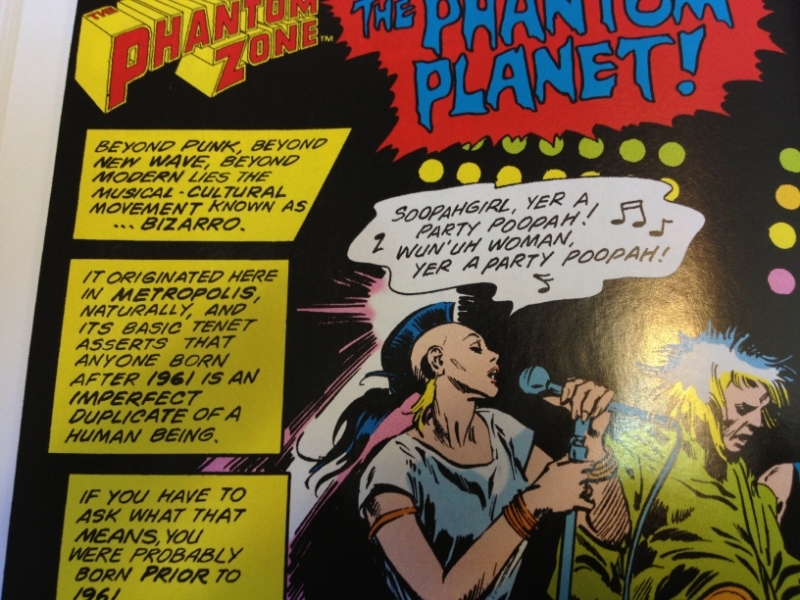 THE
PHANTOM
ZONE™
THE PHANTOM
PLANET!
BEYOND PUNK, BEYOND
NEW WAVE, BEYOND
MODERN LIES THE
MUSICAL-CULTURAL
MOVEMENT KNOWN AS
... BIZARRO.
SOOPAHGIRL, YER A
PARTY POOPAH!
WUN'UH WOMAN,
YER A PARTY POOPAH!
IT ORIGINATED HERE
IN METROPOLIS,
NATURALLY, AND
ITS BASIC TENET
ASSERTS THAT
ANYONE BORN
AFTER 1961 IS AN
IMPERFECT
DUPLICATE OF A
HUMAN BEING.
IF YOU HAVE TO
ASK WHAT THAT
MEANS, YOU
WERE PROBABLY
BORN PRIOR TO
1961